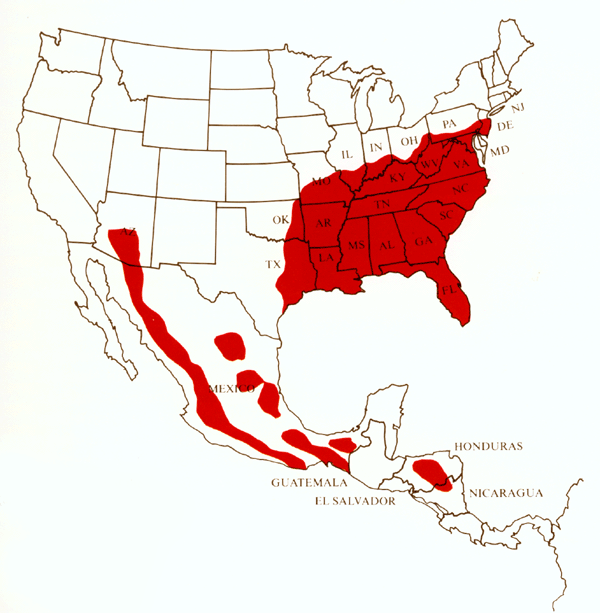 NJ
PA
DE
OH
IN
IL
MD
WV
VA
MO
KY
NC
TN
OK
AR
SC
MS
AL
GA
LA
TX
FL
AZ
MEXICO
HONDURAS
GUATEMALA
NICARAGUA
EL SALVADOR